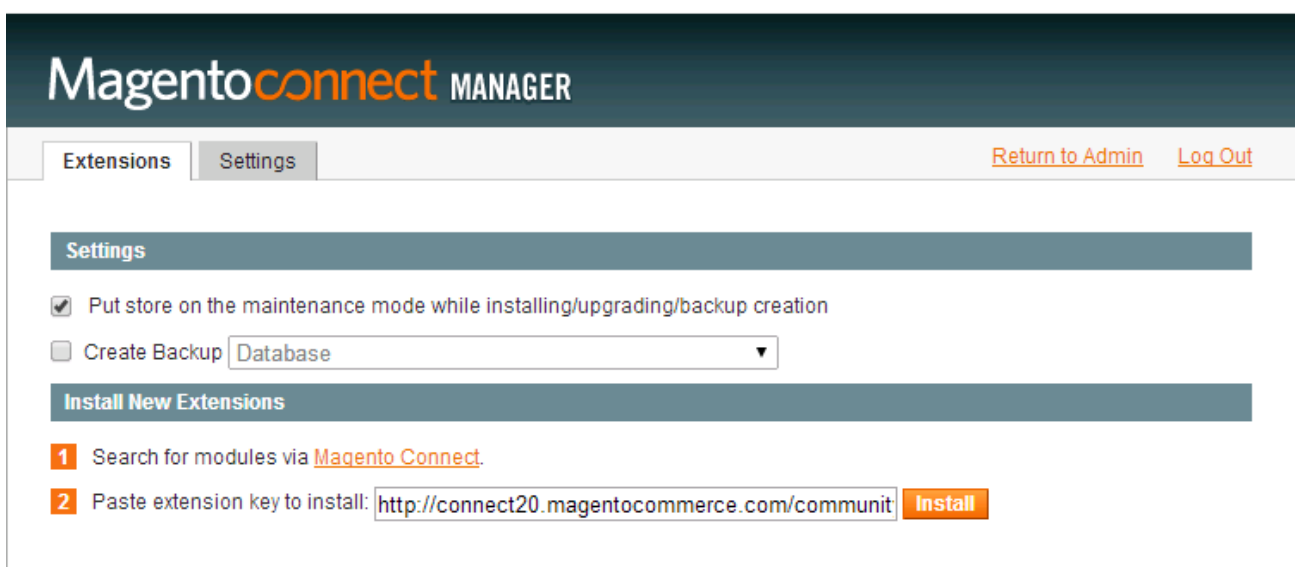 Magentoconnect MANAGER
Extensions Settings Return to Admin Log Out
Settings
Put store on the maintenance mode while installing/upgrading/backup creation
Create Backup Database
Install New Extensions
1 Search for modules via Magento Connect.
2 Paste extension key to install: http://connect20.magentocommerce.com/communit Install